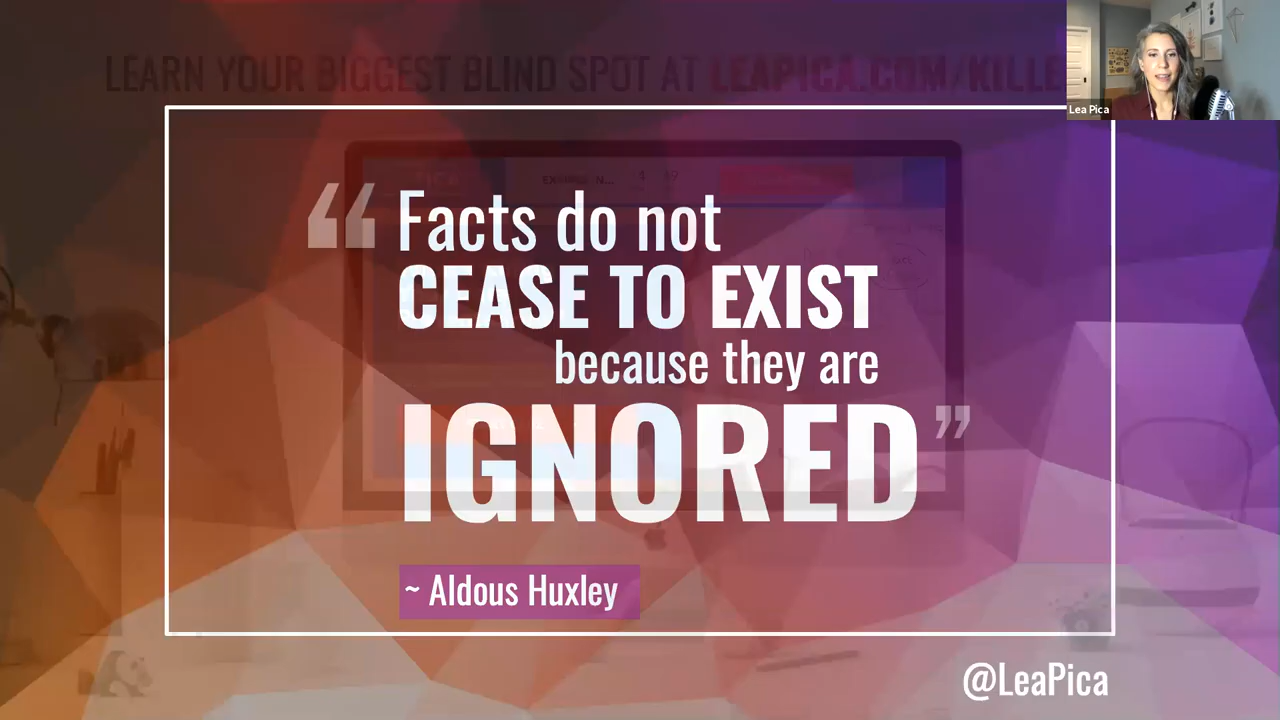 LEARN YOUR BIGGEST BLIND SPOT AT LEAPICA.COM/KILLE
Lea Pica
“Facts do not
CEASE TO EXIST
because they are
IGNORED”
~ Aldous Huxley
@LeaPica